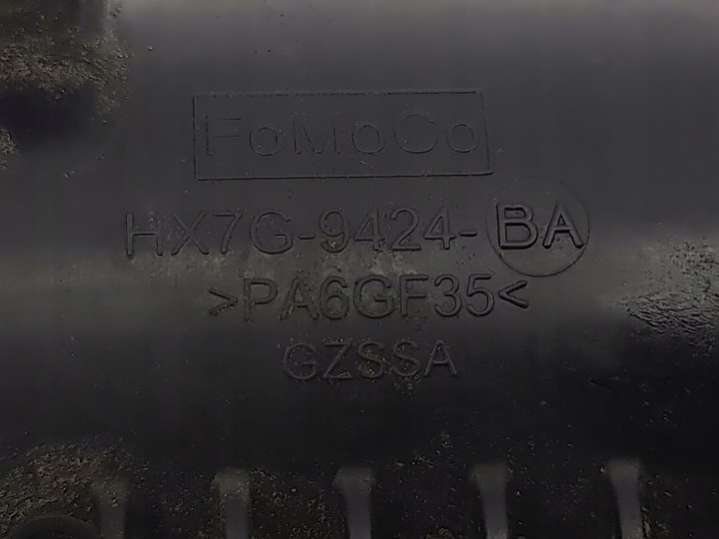 FoMoCo
HX7G-9424-BA
>PA6GF35<
GZSSA